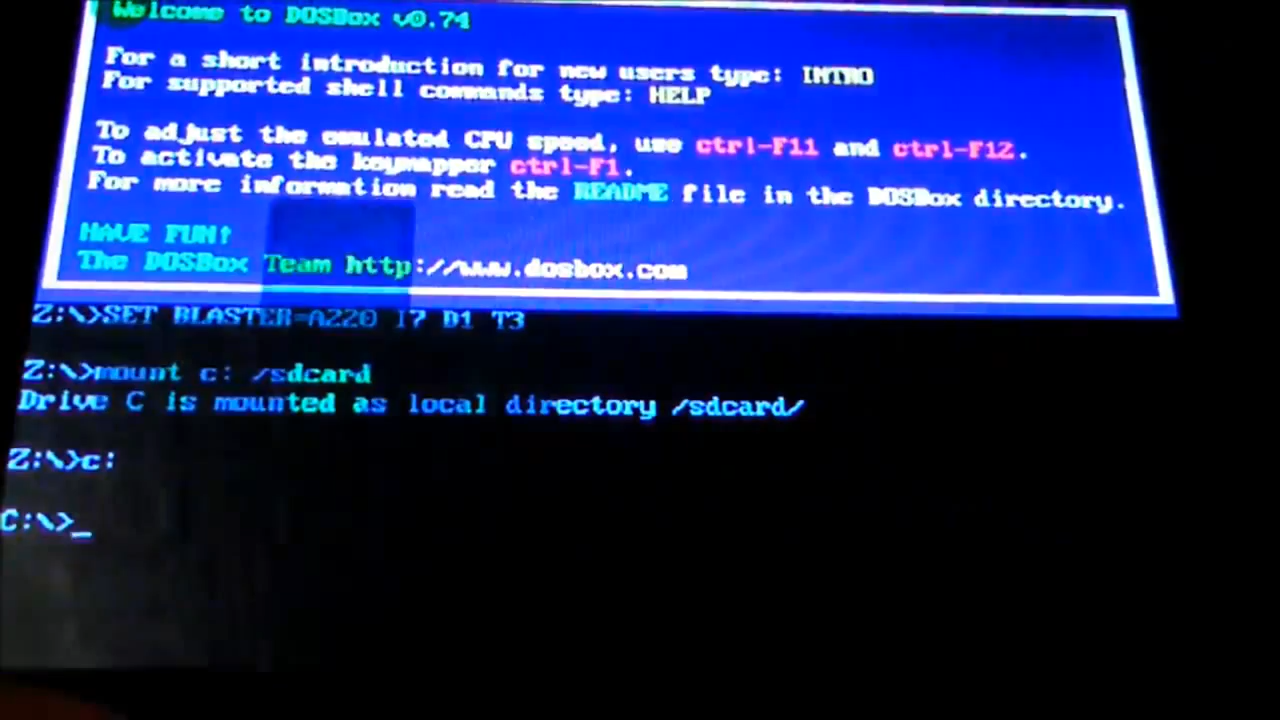 Welcome to DOSBox v0.74
For a short introduction for new users type: INTRO
For supported shell commands type: HELP
To adjust the emulated CPU speed, use ctrl-F11 and ctrl-F12.
To activate the keymapper ctrl-F1.
For more information read the README file in the DOSBox directory.
HAVE FUN!
The DOSBox Team http://www.dosbox.com
Z:\>SET BLASTER=A220 I7 D1 T3
Z:\>mount c: /sdcard
Drive C is mounted as local directory /sdcard/
Z:\>c:
C:\>_